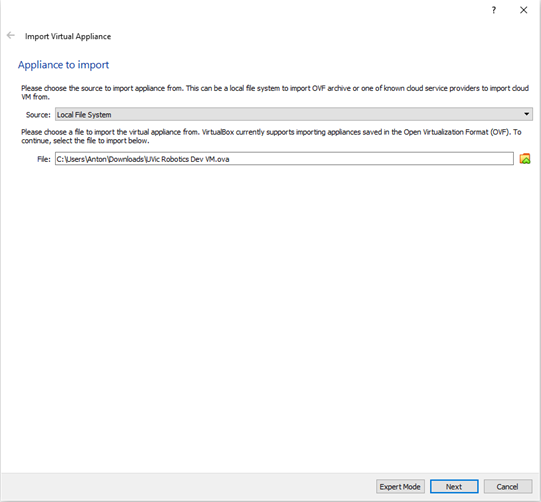 ?
Import Virtual Appliance
Appliance to import
Please choose the source to import appliance from. This can be a local file system to import OVF archive or one of known cloud service providers to import cloud
VM from.
Source: Local File System
Please choose a file to import the virtual appliance from. VirtualBox currently supports importing appliances saved in the Open Virtualization Format (OVF). To
continue, select the file to import below.
File: C:\Users\Anton\Downloads\UVic Robotics Dev VM.ova
Expert Mode Next Cancel